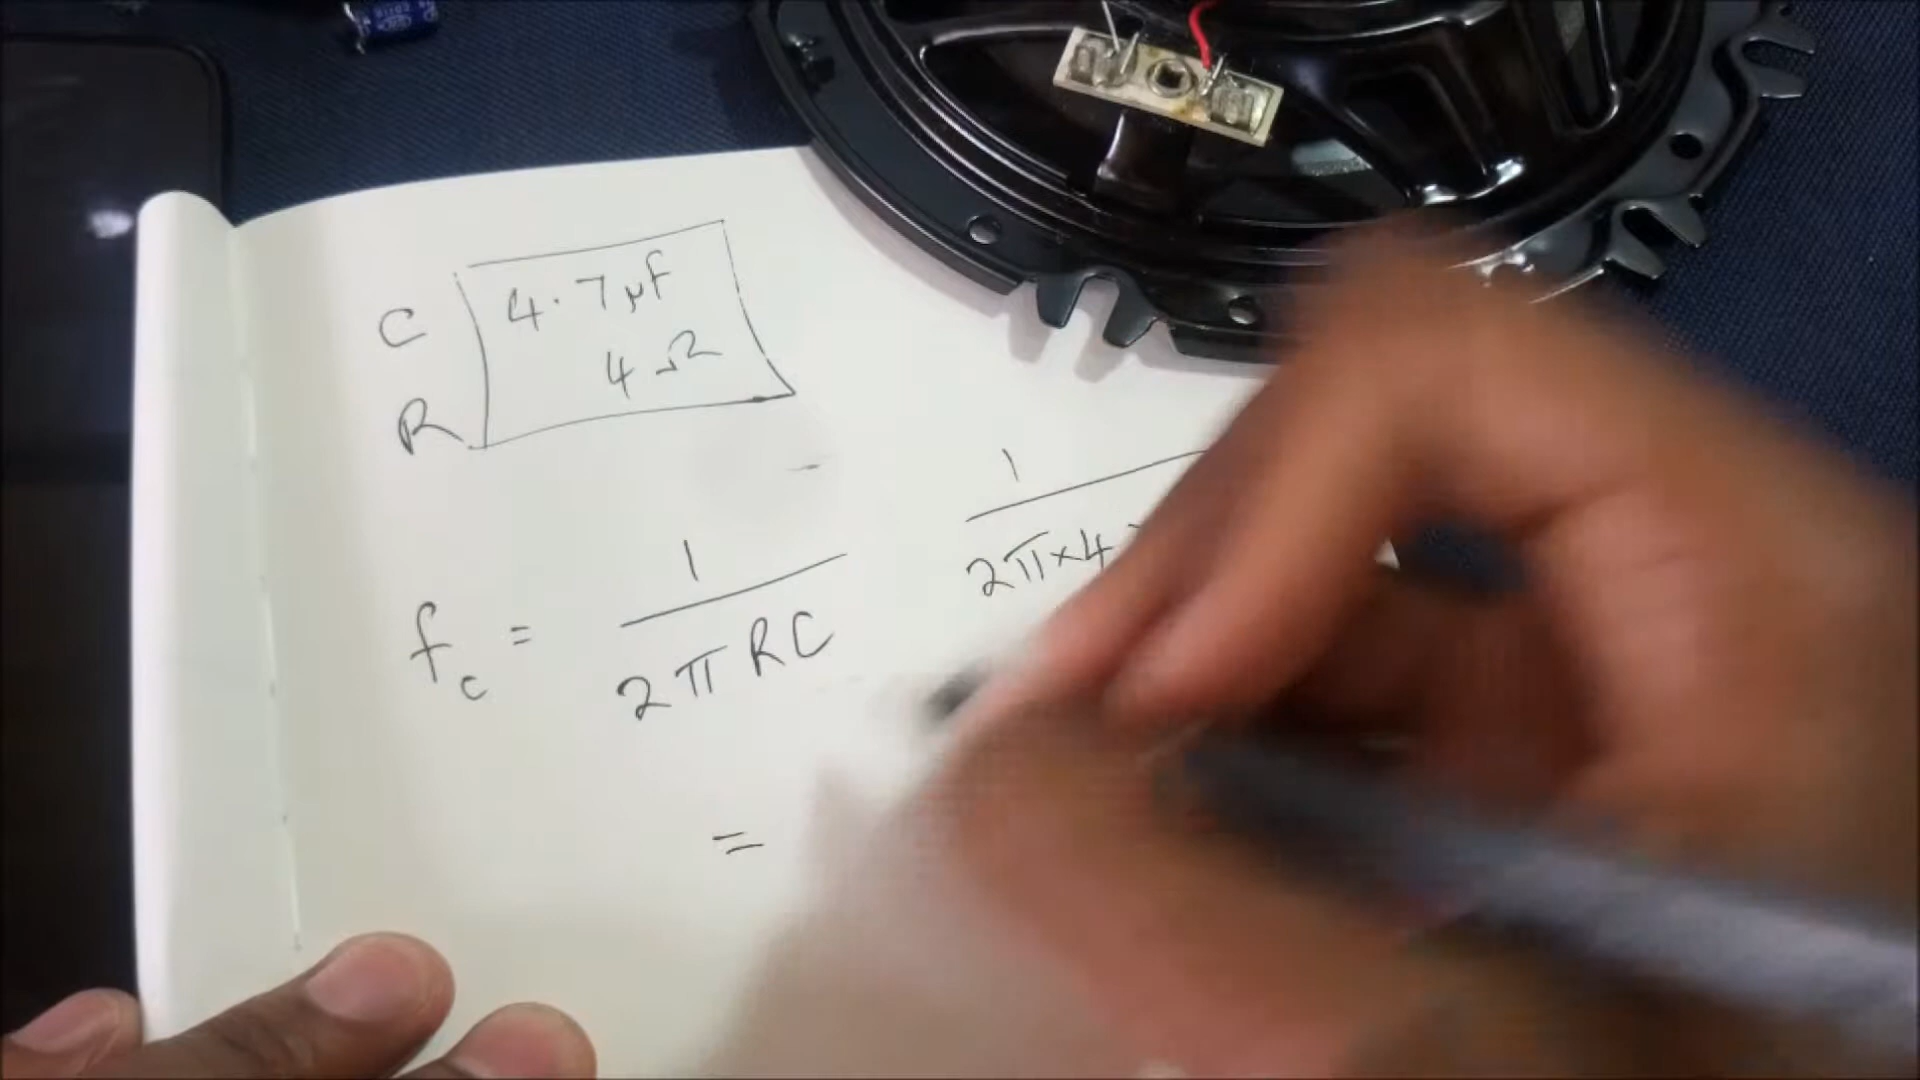 C 4.7µF
R 4Ω
fc = 1 / 2πRC
1 / 2π×4
=